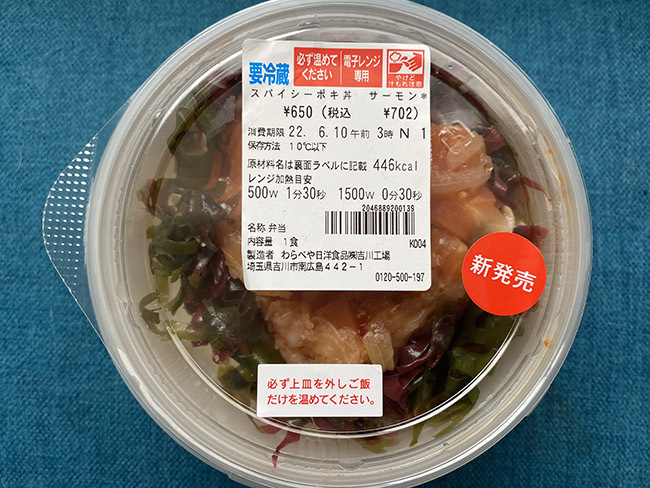 要冷蔵
必ず温めて
ください
電子レンジ
専用
やけど
汁もれ注意
スパイシーポキ丼 サーモン*
¥650(税込 ¥702)
消費期限 22. 6.10午前 3時 N 1
保存方法 10℃以下
原材料名は裏面ラベルに記載 446kcal
レンジ加熱目安
500W 1分30秒 1500W 0分30秒
2046889200139
名称 弁当
内容量 1食 K004
製造者 わらべや日洋食品㈱吉川工場
埼玉県吉川市南広島442-1
0120-500-197
新発売
必ず上皿を外しご飯
だけを温めてください。